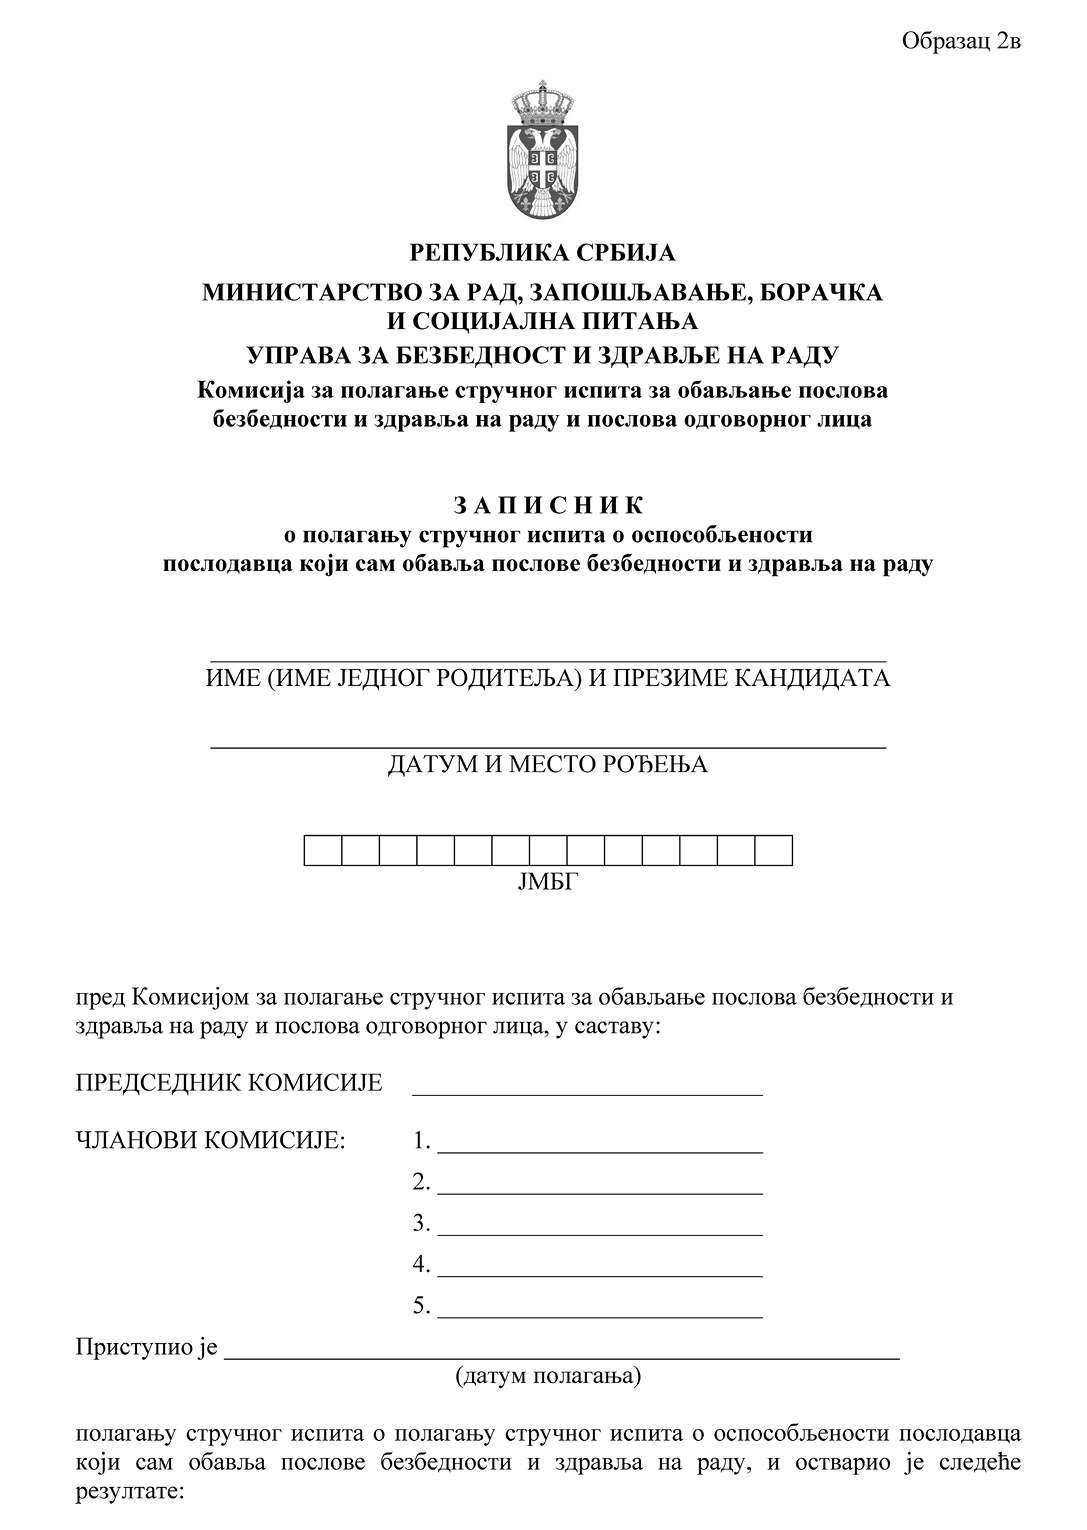 Образац 2в
РЕПУБЛИКА СРБИЈА
МИНИСТАРСТВО ЗА РАД, ЗАПОШЉАВАЊЕ, БОРАЧКА
И СОЦИЈАЛНА ПИТАЊА
УПРАВА ЗА БЕЗБЕДНОСТ И ЗДРАВЉЕ НА РАДУ
Комисија за полагање стручног испита за обављање послова
безбедности и здравља на раду и послова одговорног лица
З А П И С Н И К
о полагању стручног испита о оспособљености
послодавца који сам обавља послове безбедности и здравља на раду
ИМЕ (ИМЕ ЈЕДНОГ РОДИТЕЉА) И ПРЕЗИМЕ КАНДИДАТА
ДАТУМ И МЕСТО РОЂЕЊА
ЈМБГ
пред Комисијом за полагање стручног испита за обављање послова безбедности и
здравља на раду и послова одговорног лица, у саставу:
ПРЕДСЕДНИК КОМИСИЈЕ
ЧЛАНОВИ КОМИСИЈЕ: 1.
2.
3.
4.
5.
Приступио је
(датум полагања)
полагању стручног испита о полагању стручног испита о оспособљености послодавца
који сам обавља послове безбедности и здравља на раду, и остварио је следеће
резултате: